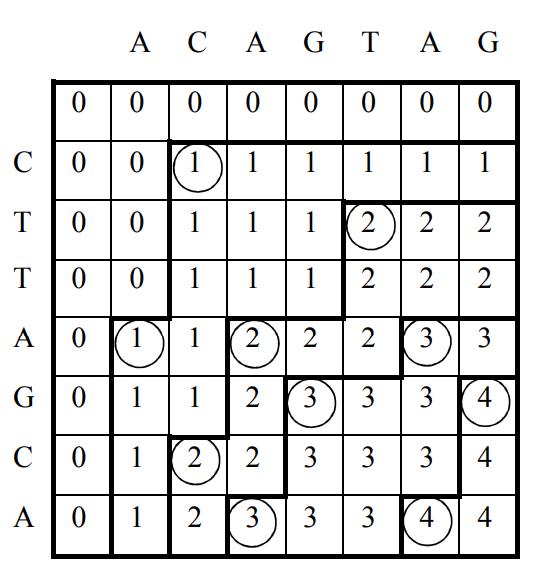 A C A G T A G
0 0 0 0 0 0 0 0
C 0 0 1 1 1 1 1 1
T 0 0 1 1 1 2 2 2
T 0 0 1 1 1 2 2 2
A 0 1 1 2 2 2 3 3
G 0 1 1 2 3 3 3 4
C 0 1 2 2 3 3 3 4
A 0 1 2 3 3 3 4 4